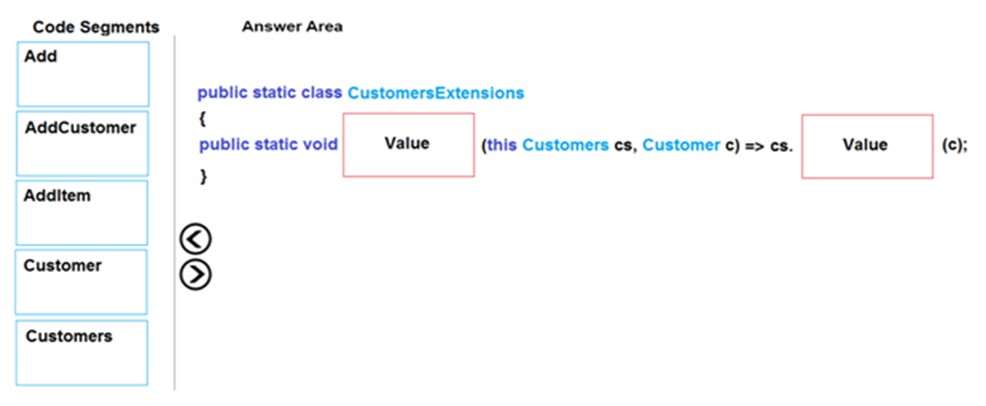 Code Segments
Answer Area
Add
AddCustomer
AddItem
Customer
Customers
public static class CustomersExtensions
{
public static void Value (this Customers cs, Customer c) => cs. Value (c);
}